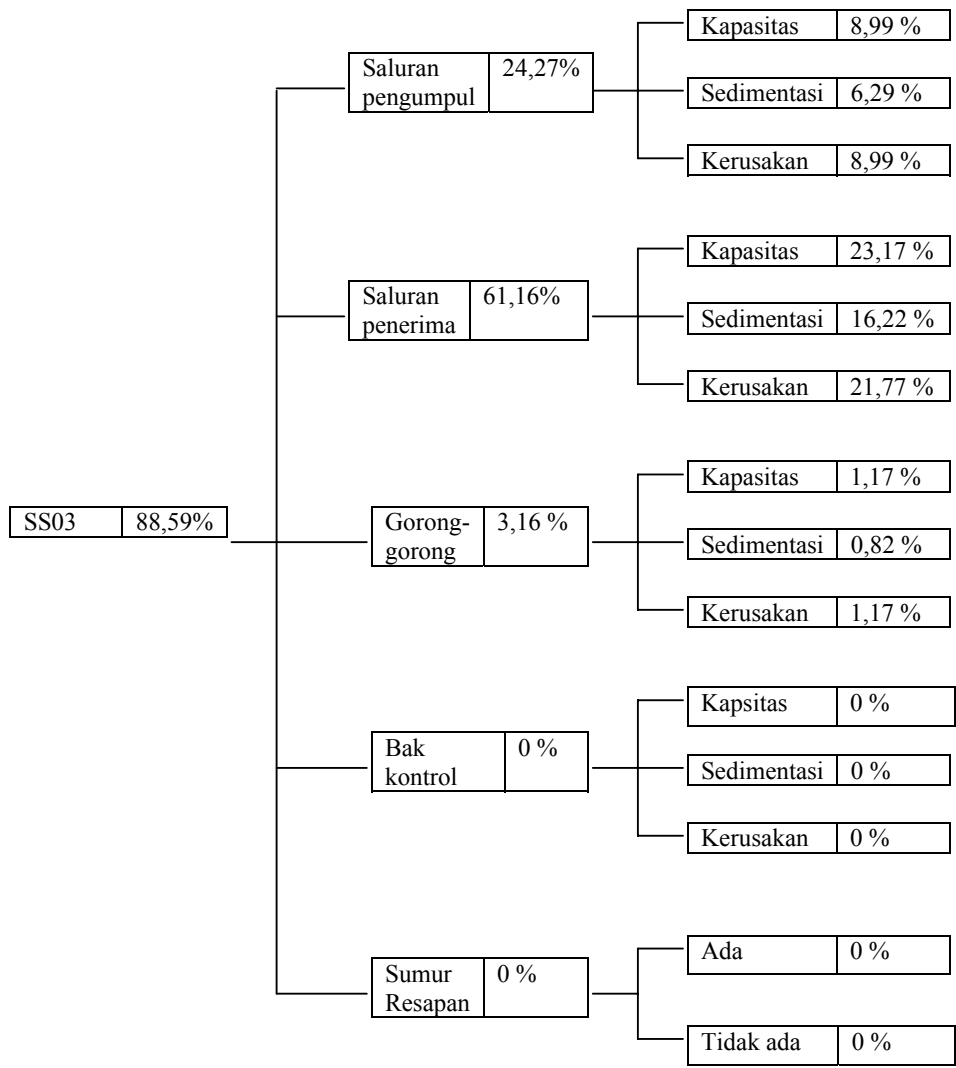 Kapasitas 8,99 %
Saluran pengumpul 24,27%
Sedimentasi 6,29 %
Kerusakan 8,99 %
Kapasitas 23,17 %
Saluran penerima 61,16%
Sedimentasi 16,22 %
Kerusakan 21,77 %
Kapasitas 1,17 %
SS03 88,59%
Gorong-
gorong 3,16 %
Sedimentasi 0,82 %
Kerusakan 1,17 %
Kapsitas 0 %
Bak
kontrol 0 %
Sedimentasi 0 %
Kerusakan 0 %
Ada 0 %
Sumur
Resapan 0 %
Tidak ada 0 %